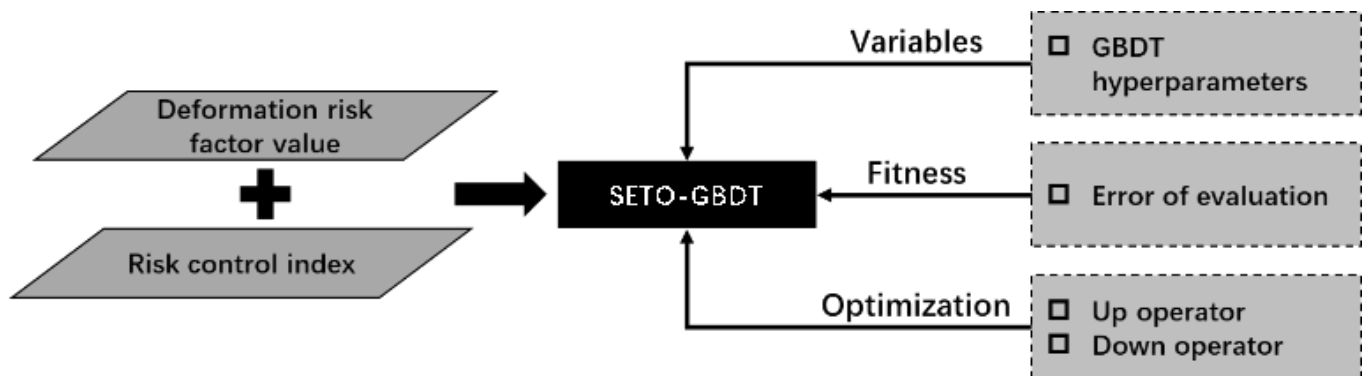 Deformation risk
factor value
Risk control index
SETO-GBDT
Variables
GBDT
hyperparameters
Fitness
Error of evaluation
Optimization
Up operator
Down operator